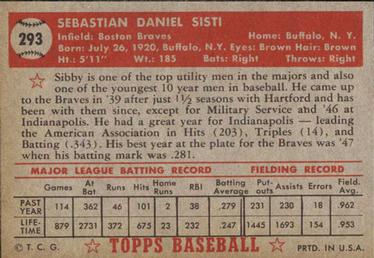 293
SEBASTIAN DANIEL SISTI
Infield: Boston Braves Home: Buffalo, N. Y.
Born: July 26, 1920, Buffalo, N.Y. Eyes: Brown Hair: Brown
Ht.: 5'11" Wt.: 185 Bats: Right Throws: Right
Sibby is one of the top utility men in the majors and also
one of the youngest 10 year men in baseball. He came up
to the Braves in '39 after just 1½ seasons with Hartford and
has been with them since, except for Military Service and '46 at
Indianapolis. He had a great year for Indianapolis — leading
the American Association in Hits (203), Triples (14), and
Batting (.343). His best year at the plate for the Braves was '47
when his batting mark was .281.
MAJOR LEAGUE BATTING RECORD FIELDING RECORD
Games At Bat Runs Hits Home Runs RBI Batting Average Put-outs Assists Errors Field. Avg.
PAST YEAR 114 362 46 101 2 38 .279 231 230 18 .962
LIFE-TIME 879 2731 372 675 23 232 .247 1445 1694 153 .953
© T. C. G. TOPPS BASEBALL PRTD. IN U.S.A.